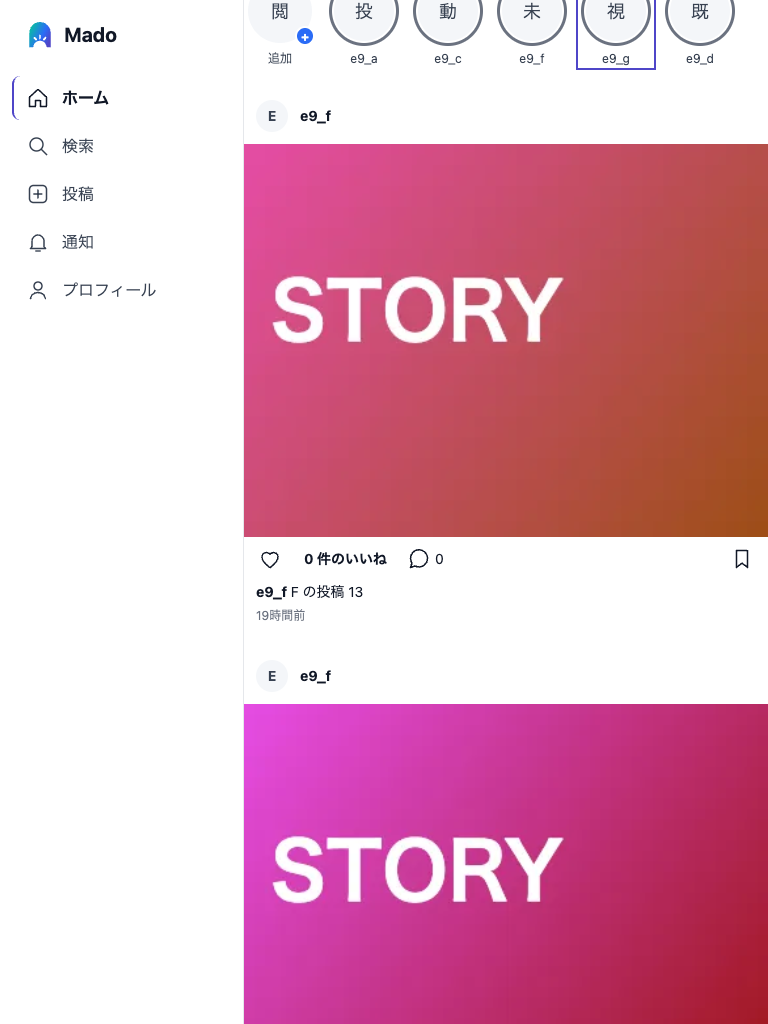 Mado
ホーム
検索
投稿
通知
プロフィール
閲 投 動 未 視 既
追加 e9_a e9_c e9_f e9_g e9_d
E e9_f
STORY
0 件のいいね 0
e9_f F の投稿 13
19時間前
E e9_f
STORY